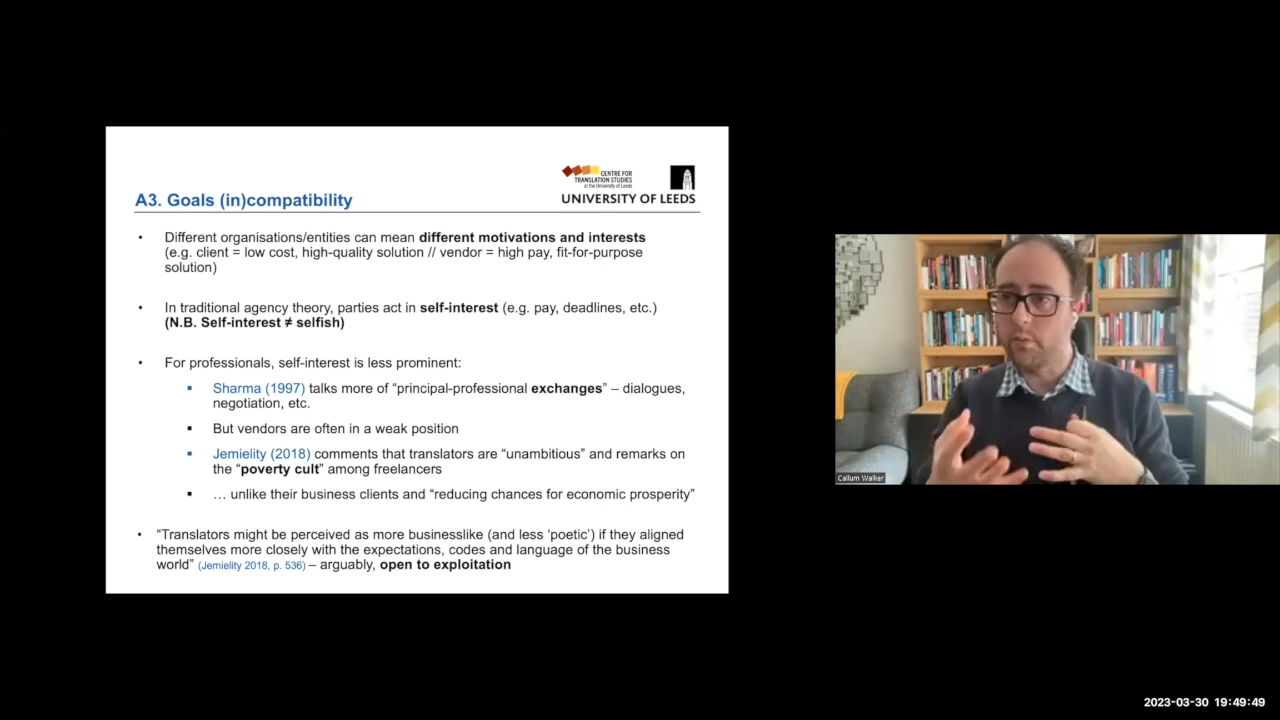 CENTRE FOR
TRANSLATION STUDIES
at the University of Leeds
UNIVERSITY OF LEEDS
A3. Goals (in)compatibility
• Different organisations/entities can mean different motivations and interests
(e.g. client = low cost, high-quality solution // vendor = high pay, fit-for-purpose
solution)
• In traditional agency theory, parties act in self-interest (e.g. pay, deadlines, etc.)
(N.B. Self-interest ≠ selfish)
• For professionals, self-interest is less prominent:
▪ Sharma (1997) talks more of “principal-professional exchanges” – dialogues,
negotiation, etc.
▪ But vendors are often in a weak position
▪ Jemielity (2018) comments that translators are “unambitious” and remarks on
the “poverty cult” among freelancers
▪ … unlike their business clients and “reducing chances for economic prosperity”
• “Translators might be perceived as more businesslike (and less ‘poetic’) if they aligned
themselves more closely with the expectations, codes and language of the business
world” (Jemielity 2018, p. 536) – arguably, open to exploitation
Callum Walker
2023-03-30 19:49:49